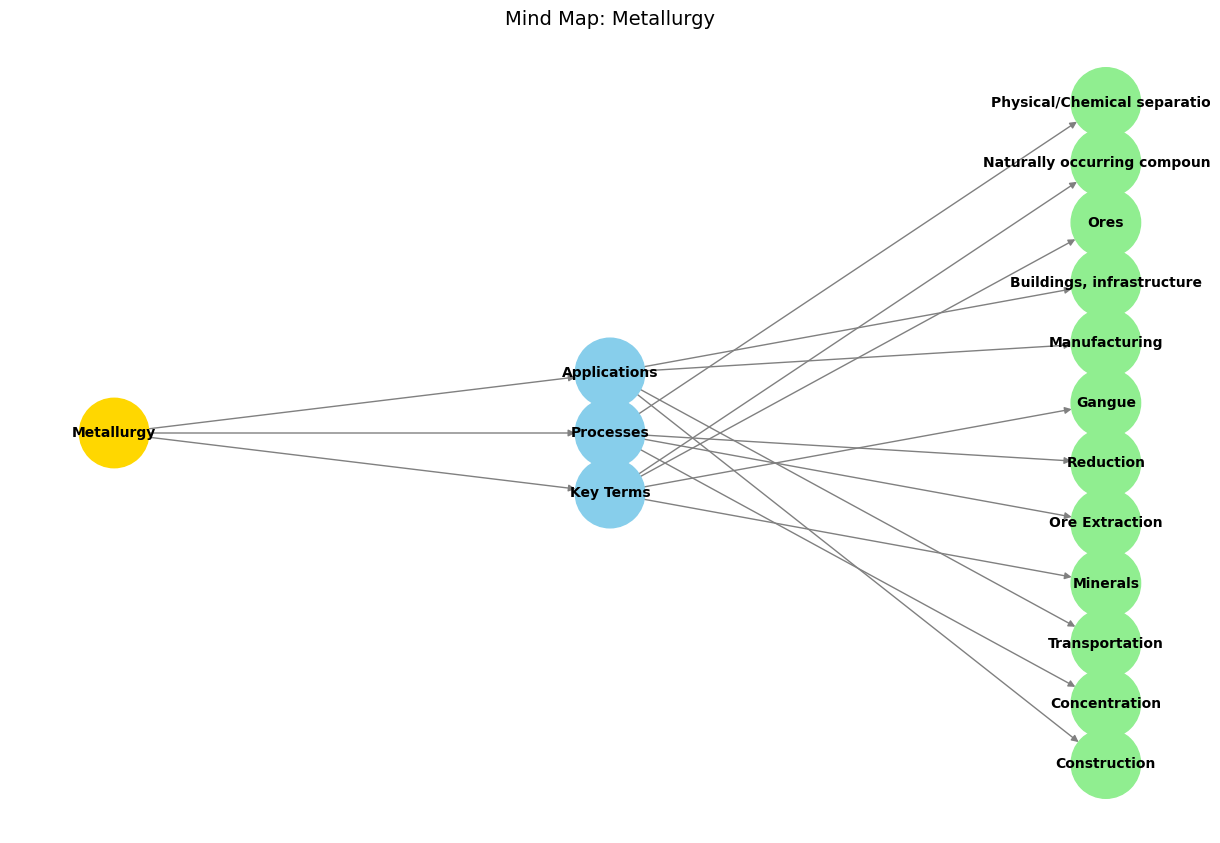 Mind Map: Metallurgy
Metallurgy
Applications
Processes
Key Terms
Physical/Chemical separatio
Naturally occurring compoun
Ores
Buildings, infrastructure
Manufacturing
Gangue
Reduction
Ore Extraction
Minerals
Transportation
Concentration
Construction